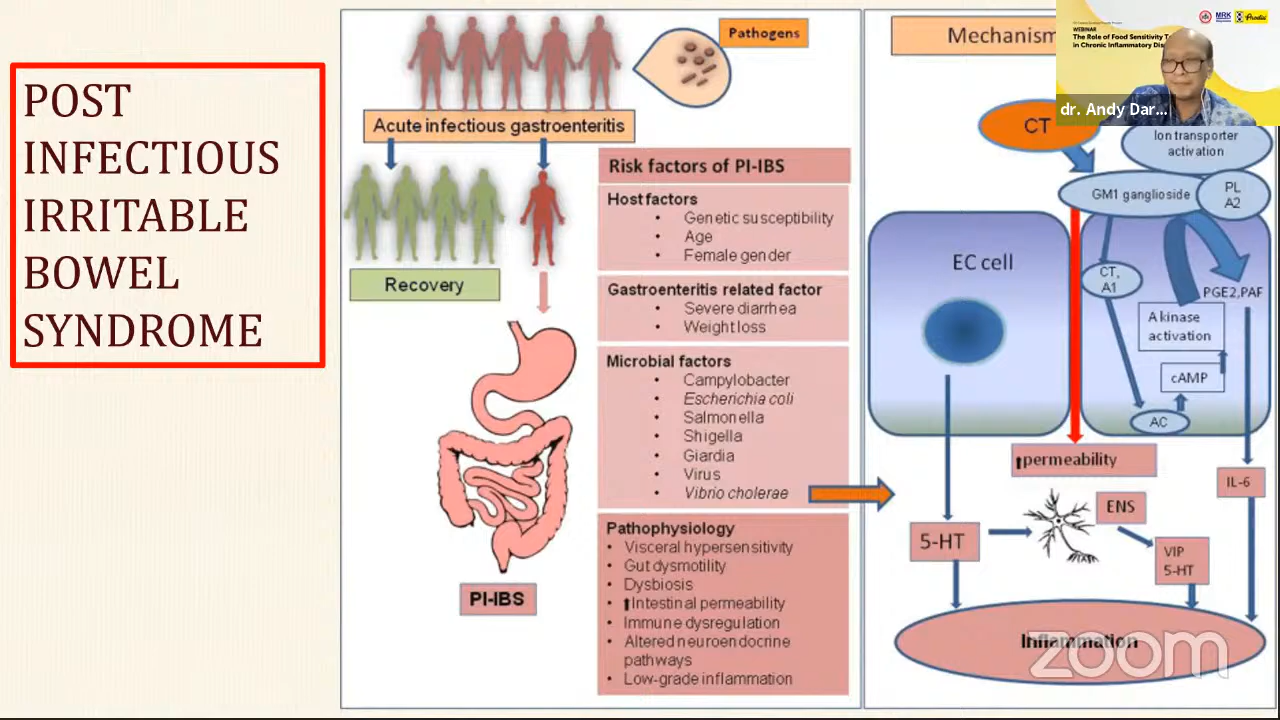 POST
INFECTIOUS
IRRITABLE
BOWEL
SYNDROME
Pathogens
Acute infectious gastroenteritis
Recovery
PI-IBS
Risk factors of PI-IBS
Host factors
• Genetic susceptibility
• Age
• Female gender
Gastroenteritis related factor
• Severe diarrhea
• Weight loss
Microbial factors
• Campylobacter
• Escherichia coli
• Salmonella
• Shigella
• Giardia
• Virus
• Vibrio cholerae
Pathophysiology
• Visceral hypersensitivity
• Gut dysmotility
• Dysbiosis
• ⬆Intestinal permeability
• Immune dysregulation
• Altered neuroendocrine
pathways
• Low-grade inflammation
Mechanism
CT
Ion transporter
activation
GM1 ganglioside
PL
A2
EC cell
CT,
A1
PGE2,PAF
A kinase
activation
cAMP
AC
⬆permeability
IL-6
ENS
5-HT
VIP
5-HT
Inflammation
zoom
MRK
Prodia
WEBINAR
The Role of Food Sensitivity
in Chronic Inflammatory
dr. Andy Dar...